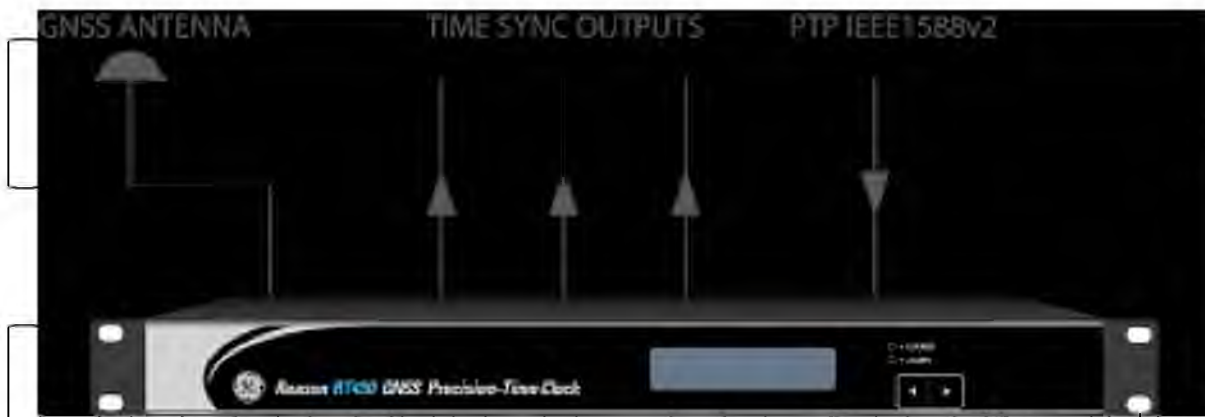 GNSS ANTENNA
TIME SYNC OUTPUTS
PTP IEEE1588v2
Reason RT430 GNSS Precision-Time Clock